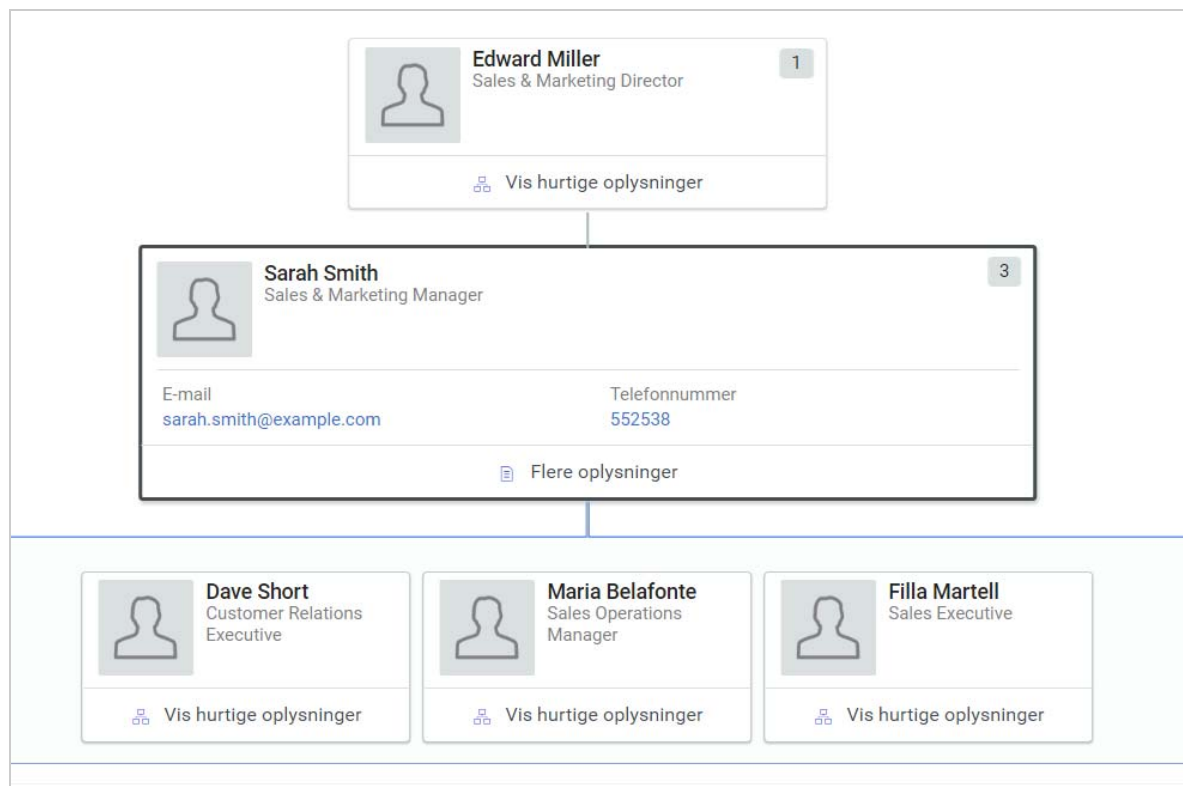 Edward Miller
1
Sales & Marketing Director
Vis hurtige oplysninger
Sarah Smith
3
Sales & Marketing Manager
E-mail
Telefonnummer
sarah.smith@example.com
552538
Flere oplysninger
Dave Short
Customer Relations
Executive
Vis hurtige oplysninger
Maria Belafonte
Sales Operations
Manager
Vis hurtige oplysninger
Filla Martell
Sales Executive
Vis hurtige oplysninger